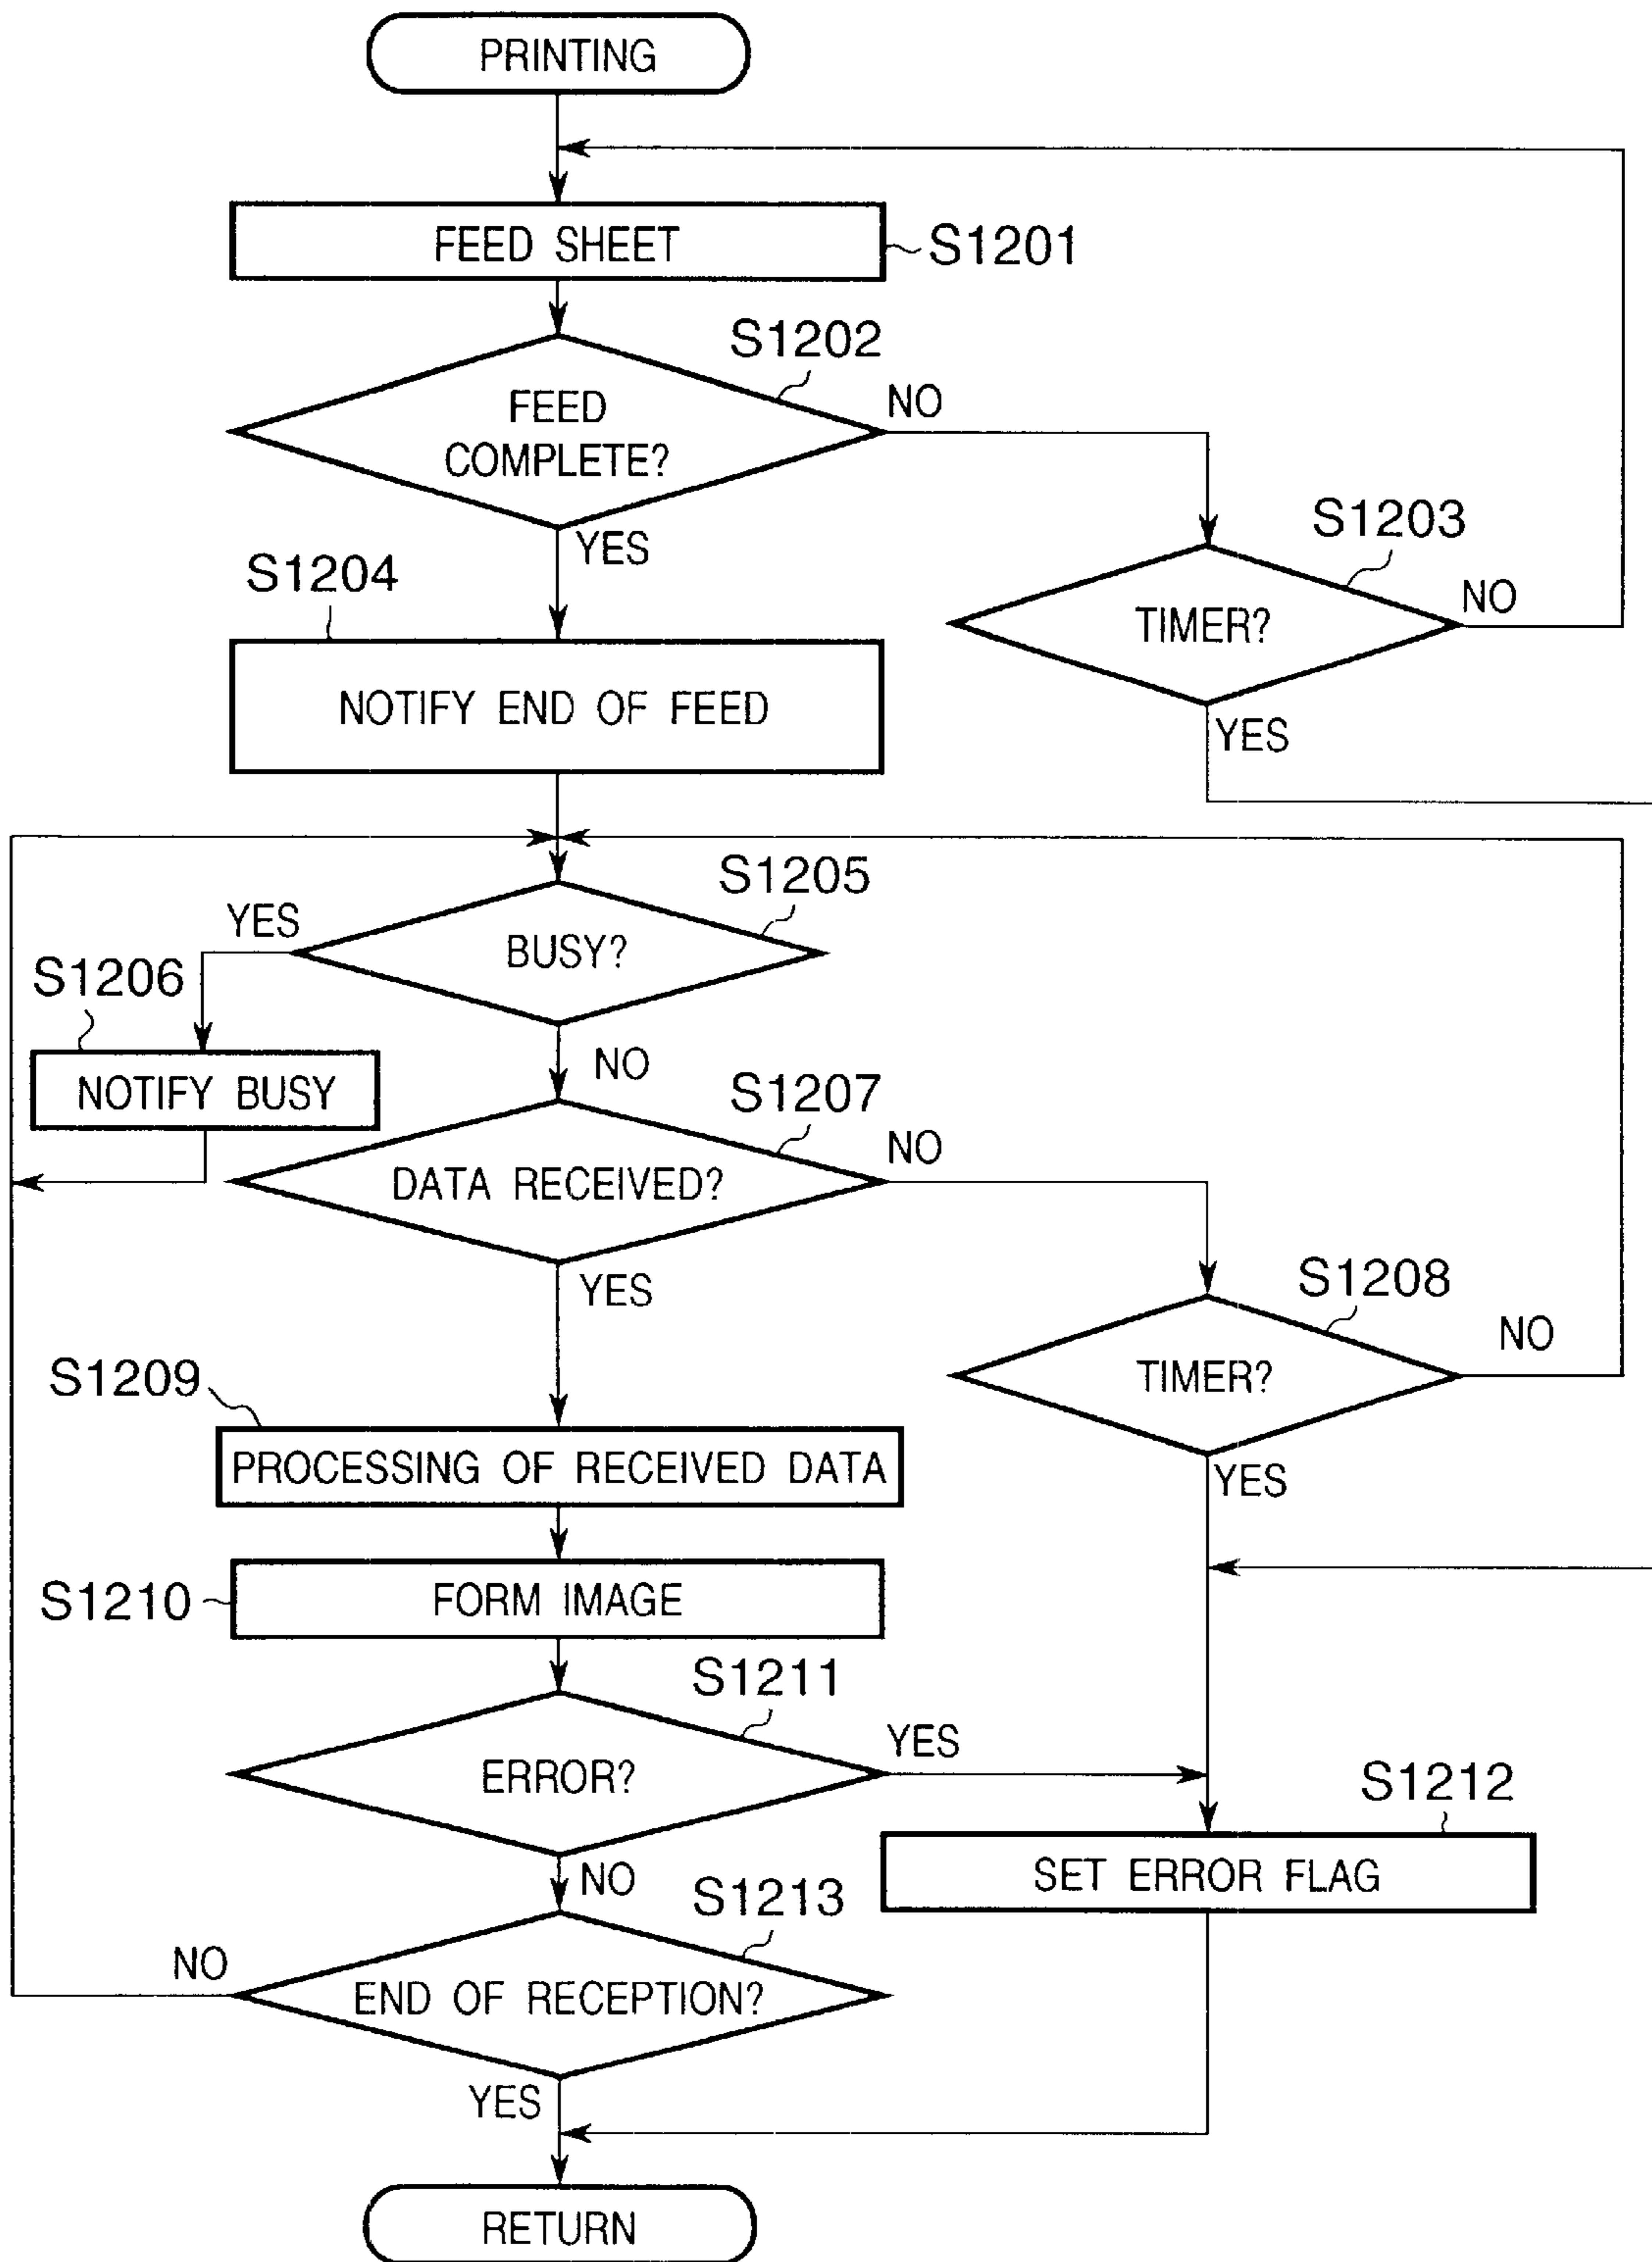 PRINTING
FEED SHEET
S1201
S1202
FEED
COMPLETE?
NO
YES
S1203
TIMER?
NO
YES
S1204
NOTIFY END OF FEED
S1205
YES
BUSY?
S1206
NOTIFY BUSY
NO
S1207
DATA RECEIVED?
NO
YES
S1208
TIMER?
NO
YES
S1209
PROCESSING OF RECEIVED DATA
S1210
FORM IMAGE
S1211
ERROR?
YES
NO
S1212
SET ERROR FLAG
S1213
NO
END OF RECEPTION?
YES
RETURN